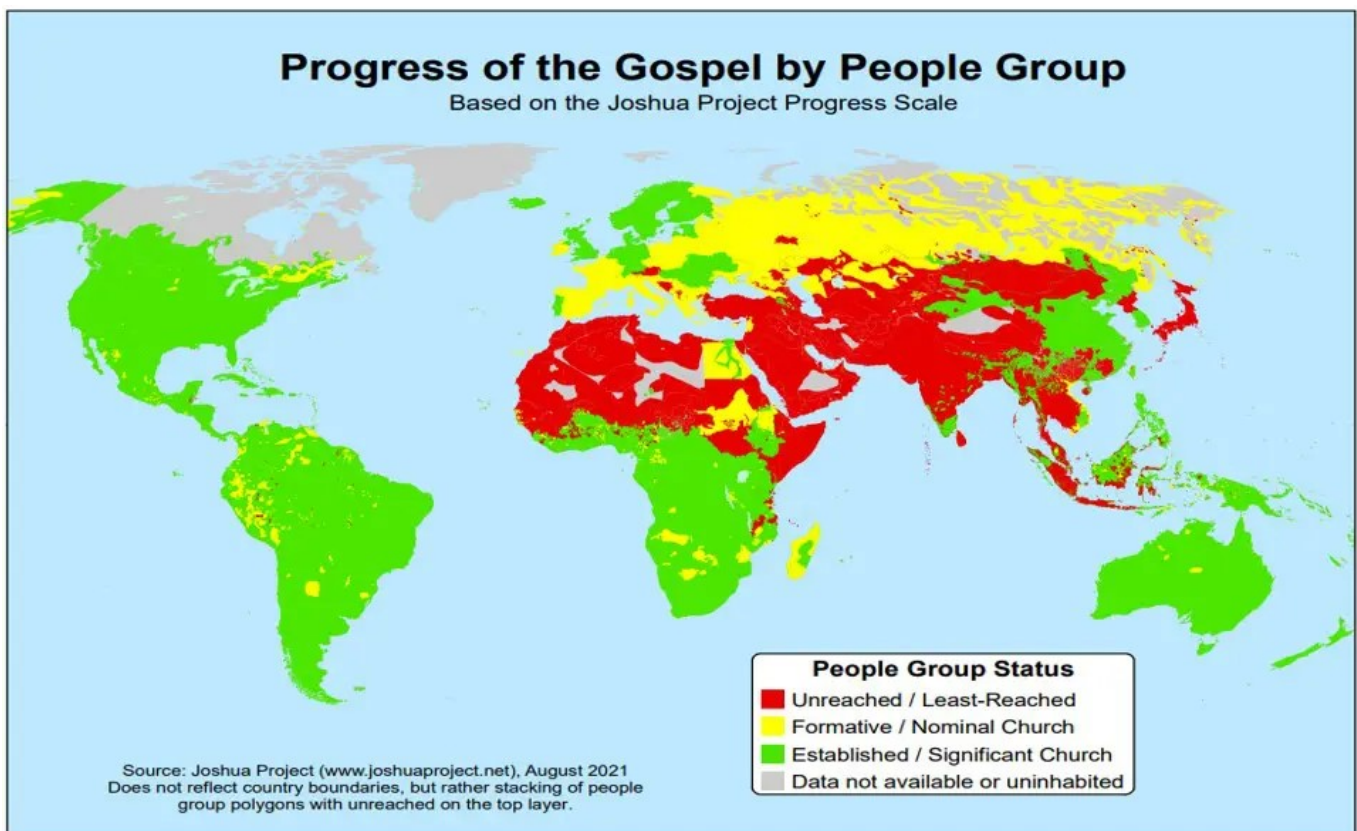 Progress of the Gospel by People Group
Based on the Joshua Project Progress Scale
People Group Status
Unreached / Least-Reached
Formative / Nominal Church
Established / Significant Church
Data not available or uninhabited
Source: Joshua Project (www.joshuaproject.net), August 2021
Does not reflect country boundaries, but rather stacking of people
group polygons with unreached on the top layer.